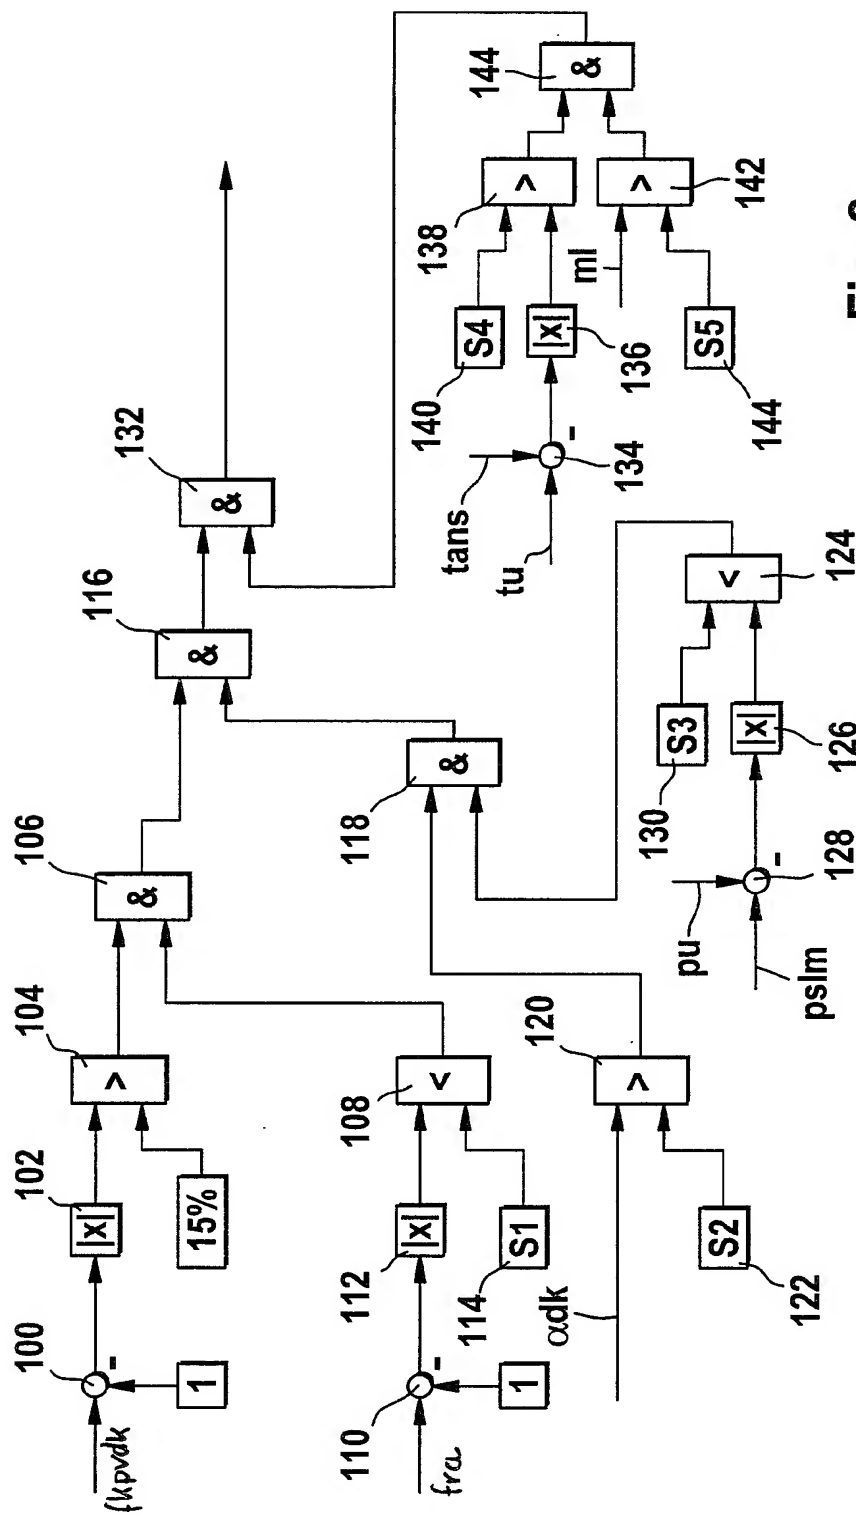 fkpvdk
100
-
1
102
|x|
15%
104
>
106
&
116
&
132
&
fra
110
-
1
112
|x|
114
S1
108
<
118
&
αdk
122
S2
120
>
tans
tu
134
-
140
S4
|x|
136
138
>
ml
S5
144
>
142
144
&
pu
pslm
128
-
130
S3
|x|
126
<
124